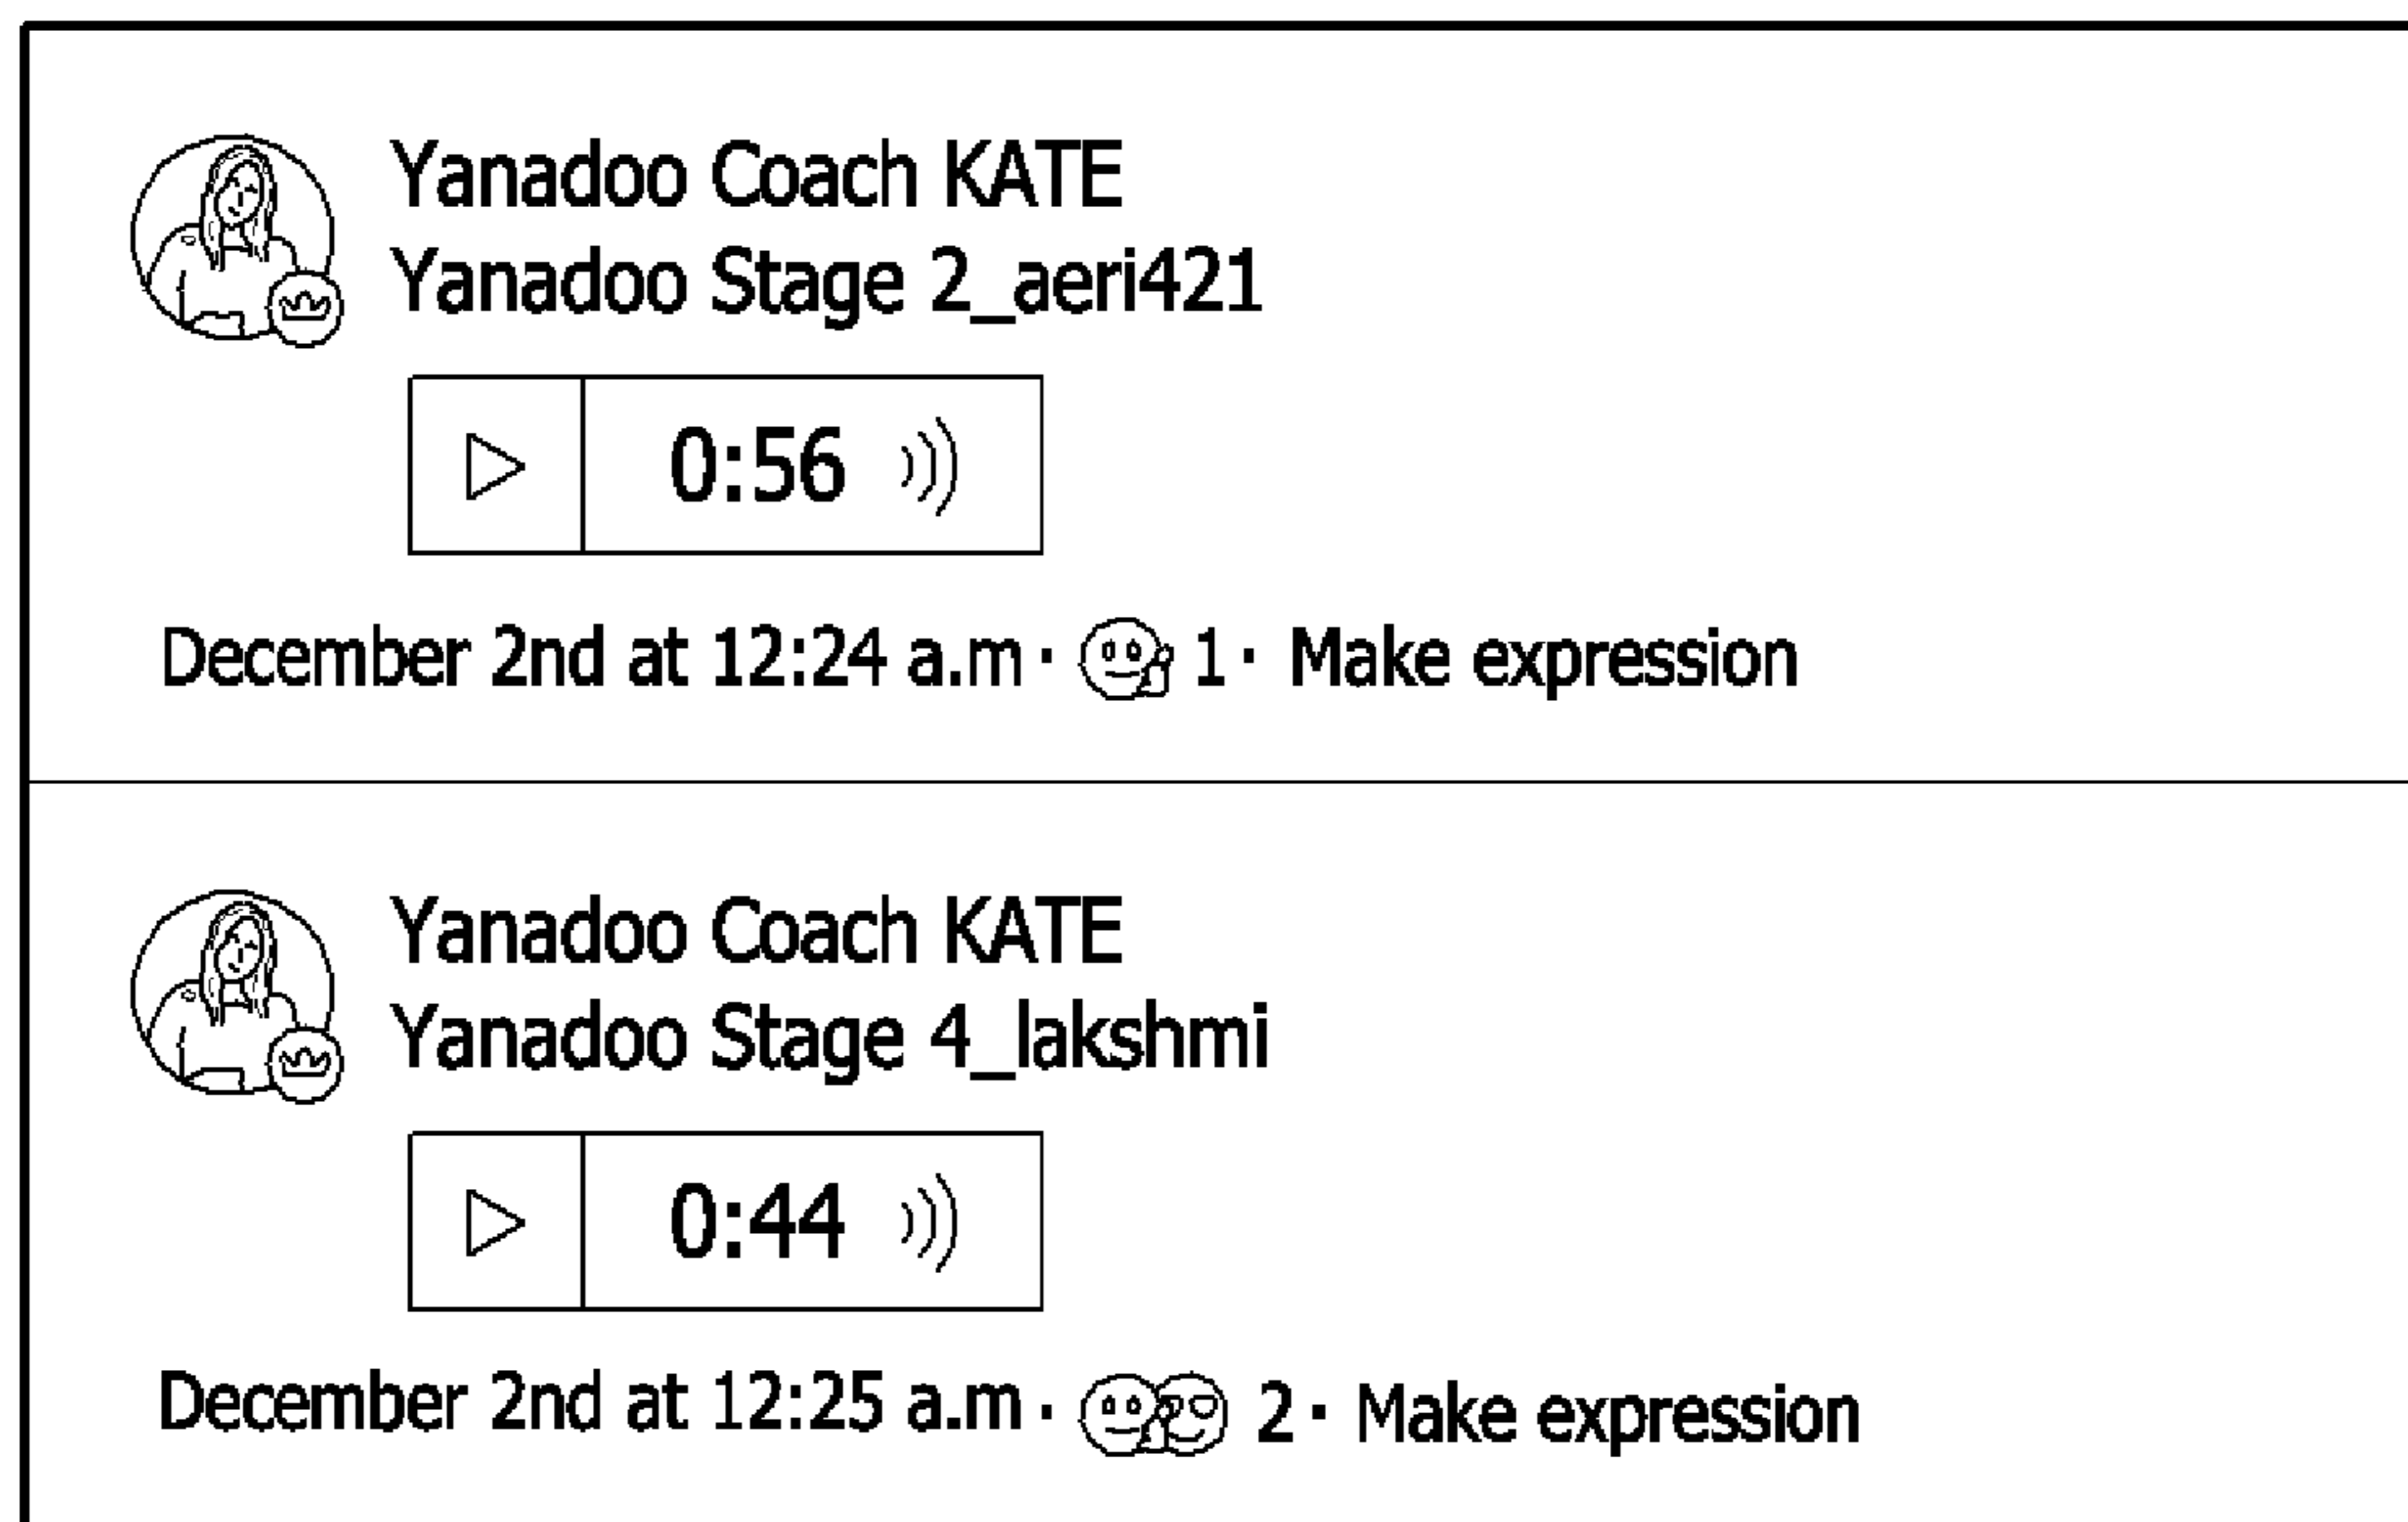 Yanadoo Coach KATE
Yanadoo Stage 2_aeri421
0:56
December 2nd at 12:24 a.m · 1 · Make expression
Yanadoo Coach KATE
Yanadoo Stage 4_lakshmi
0:44
December 2nd at 12:25 a.m · 2 · Make expression